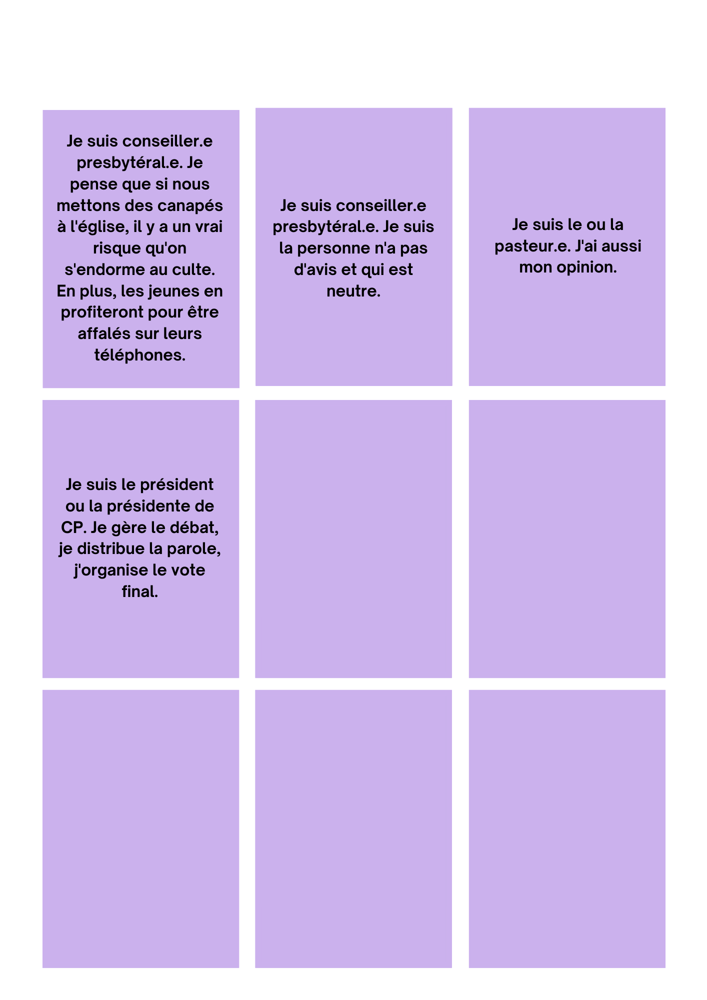 Je suis conseiller.e
presbytéral.e. Je
pense que si nous
mettons des canapés
à l'église, il y a un vrai
risque qu'on
s'endorme au culte.
En plus, les jeunes en
profiteront pour être
affalés sur leurs
téléphones.
Je suis conseiller.e
presbytéral.e. Je suis
la personne n'a pas
d'avis et qui est
neutre.
Je suis le ou la
pasteur.e. J'ai aussi
mon opinion.
Je suis le président
ou la présidente de
CP. Je gère le débat,
je distribue la parole,
j'organise le vote
final.